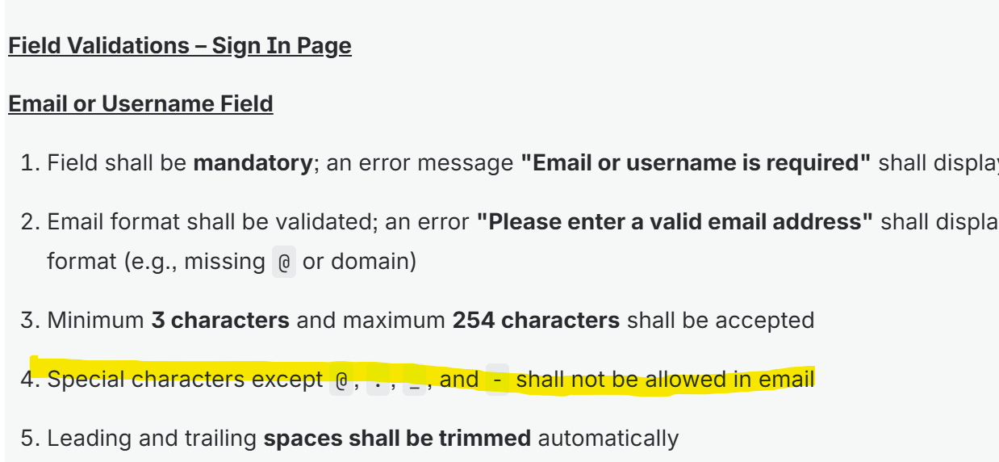 Field Validations – Sign In Page
Email or Username Field
1. Field shall be mandatory; an error message "Email or username is required" shall display
2. Email format shall be validated; an error "Please enter a valid email address" shall displa
format (e.g., missing @ or domain)
3. Minimum 3 characters and maximum 254 characters shall be accepted
4. Special characters except @, ., _, and - shall not be allowed in email
5. Leading and trailing spaces shall be trimmed automatically